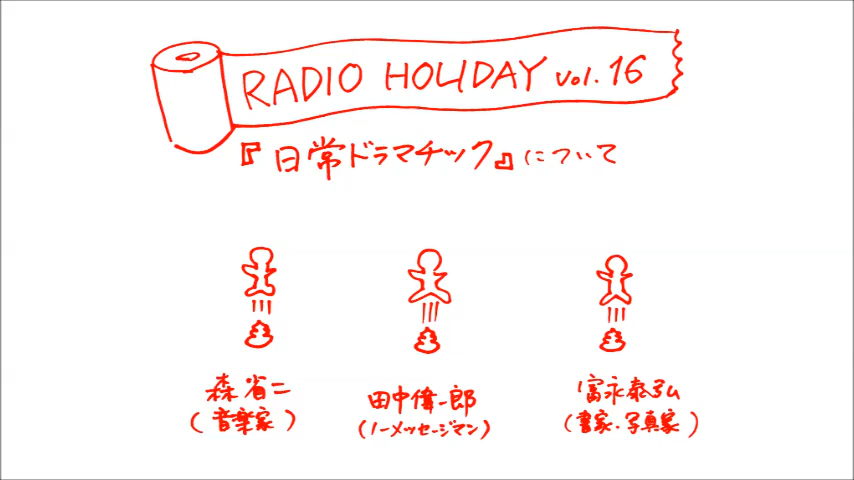 RADIO HOLIDAY vol.16
『日常ドラマチック』について
森 省二
(音楽家)
田中偉一郎
(ノーメッセージマン)
富永泰弘
(書家・写真家)